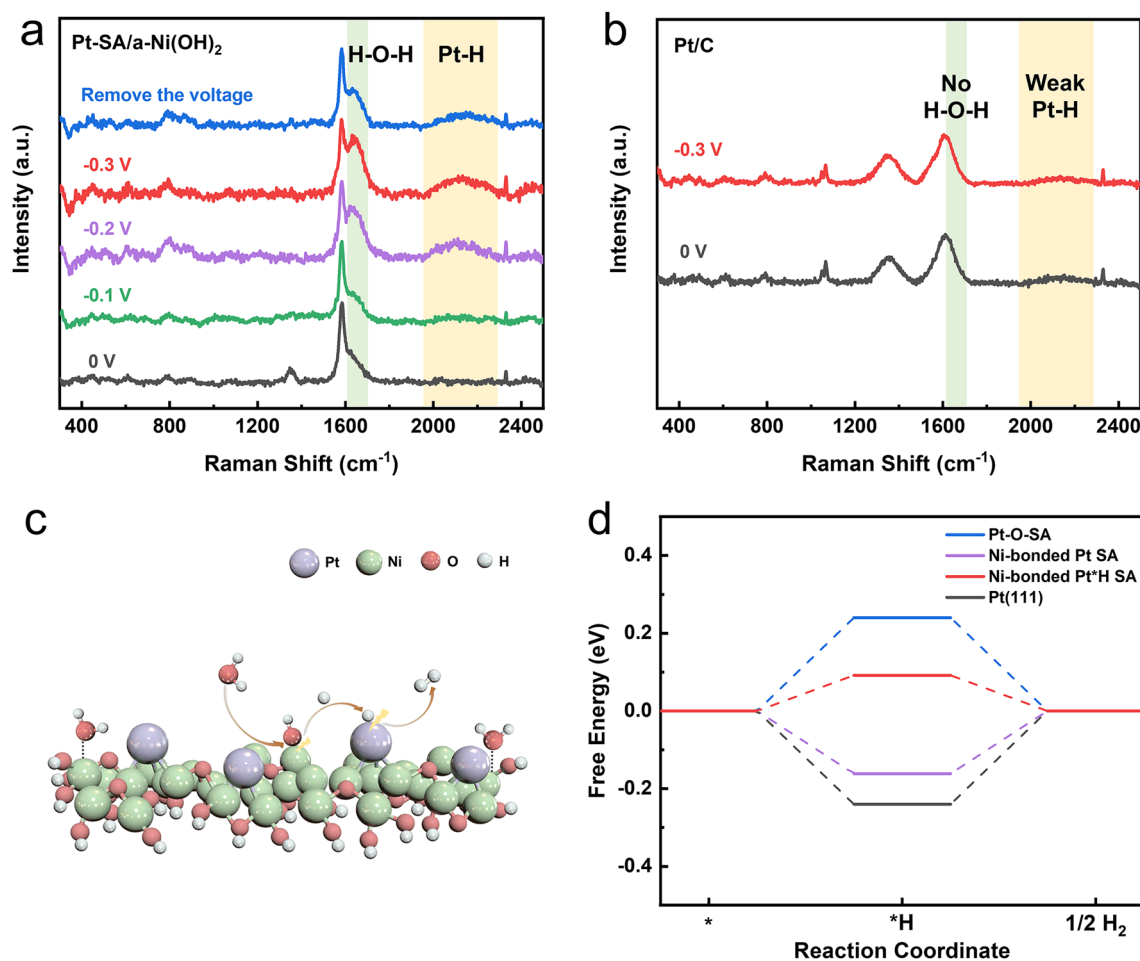 a
Pt-SA/a-Ni(OH)₂
H-O-H
Pt-H
Remove the voltage
-0.3 V
-0.2 V
-0.1 V
0 V
Intensity (a.u.)
400 800 1200 1600 2000 2400
Raman Shift (cm⁻¹)
b
Pt/C
No
H-O-H
Weak
Pt-H
-0.3 V
0 V
Intensity (a.u.)
400 800 1200 1600 2000 2400
Raman Shift (cm⁻¹)
c
Pt Ni O H
d
Pt-O-SA
Ni-bonded Pt SA
Ni-bonded Pt*H SA
Pt(111)
0.4
0.2
0.0
-0.2
-0.4
Free Energy (eV)
* *H 1/2 H₂
Reaction Coordinate